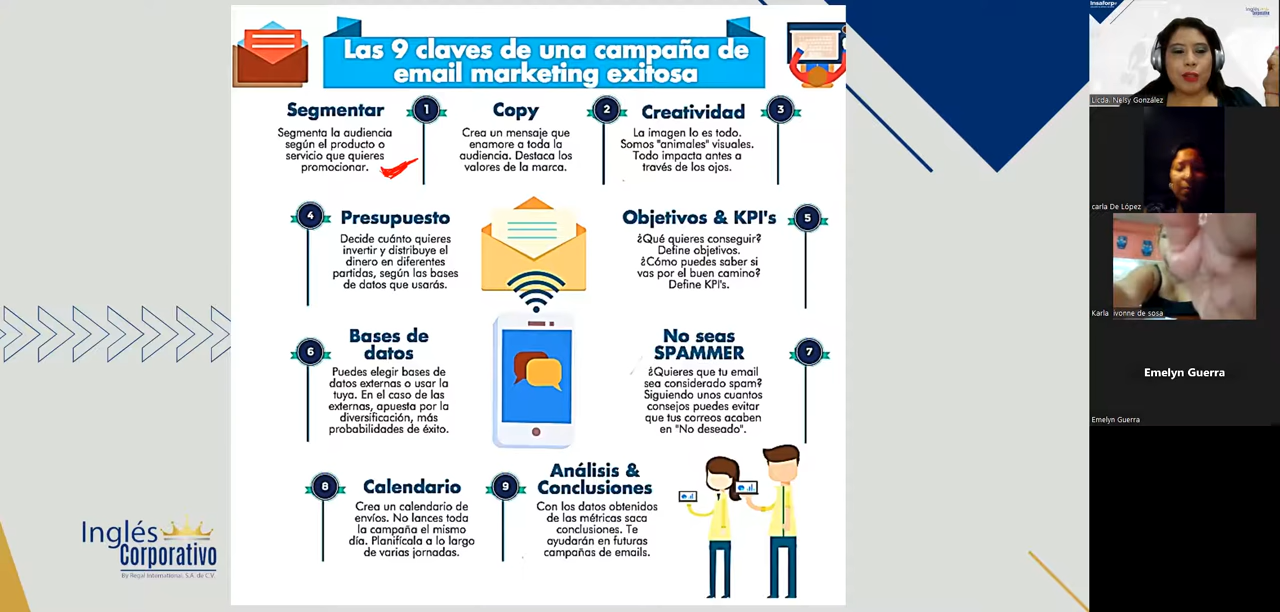 Las 9 claves de una campaña de
email marketing exitosa
Segmentar
1
Segmenta la audiencia
según el producto o
servicio que quieres
promocionar.
Copy
2
Crea un mensaje que
enamore a toda la
audiencia. Destaca los
valores de la marca.
Creatividad
3
La imagen lo es todo.
Somos "animales" visuales.
Todo impacta antes a
través de los ojos.
4
Presupuesto
Decide cuánto quieres
invertir y distribuye el
dinero en diferentes
partidas, según las bases
de datos que usarás.
Objetivos & KPI's
5
¿Qué quieres conseguir?
Define objetivos.
¿Cómo puedes saber si
vas por el buen camino?
Define KPI's.
6
Bases de
datos
Puedes elegir bases de
datos externas o usar la
tuya. En el caso de las
externas, apuesta por la
diversificación, más
probabilidades de éxito.
No seas
SPAMMER
7
¿Quieres que tu email
sea considerado spam?
Siguiendo unos cuantos
consejos puedes evitar
que tus correos acaben
en "No deseado".
8
Calendario
Crea un calendario de
envíos. No lances toda
la campaña el mismo
día. Planifícala a lo largo
de varias jornadas.
9
Análisis &
Conclusiones
Con los datos obtenidos
de las métricas saca
conclusiones. Te
ayudarán en futuras
campañas de emails.
Inglés
Corporativo
By Regal International, S.A. de C.V.
Insaforp
Inglés
Corporativo
Licda. Nelsy González
carla De López
Karla ivonne de sosa
Emelyn Guerra
Emelyn Guerra